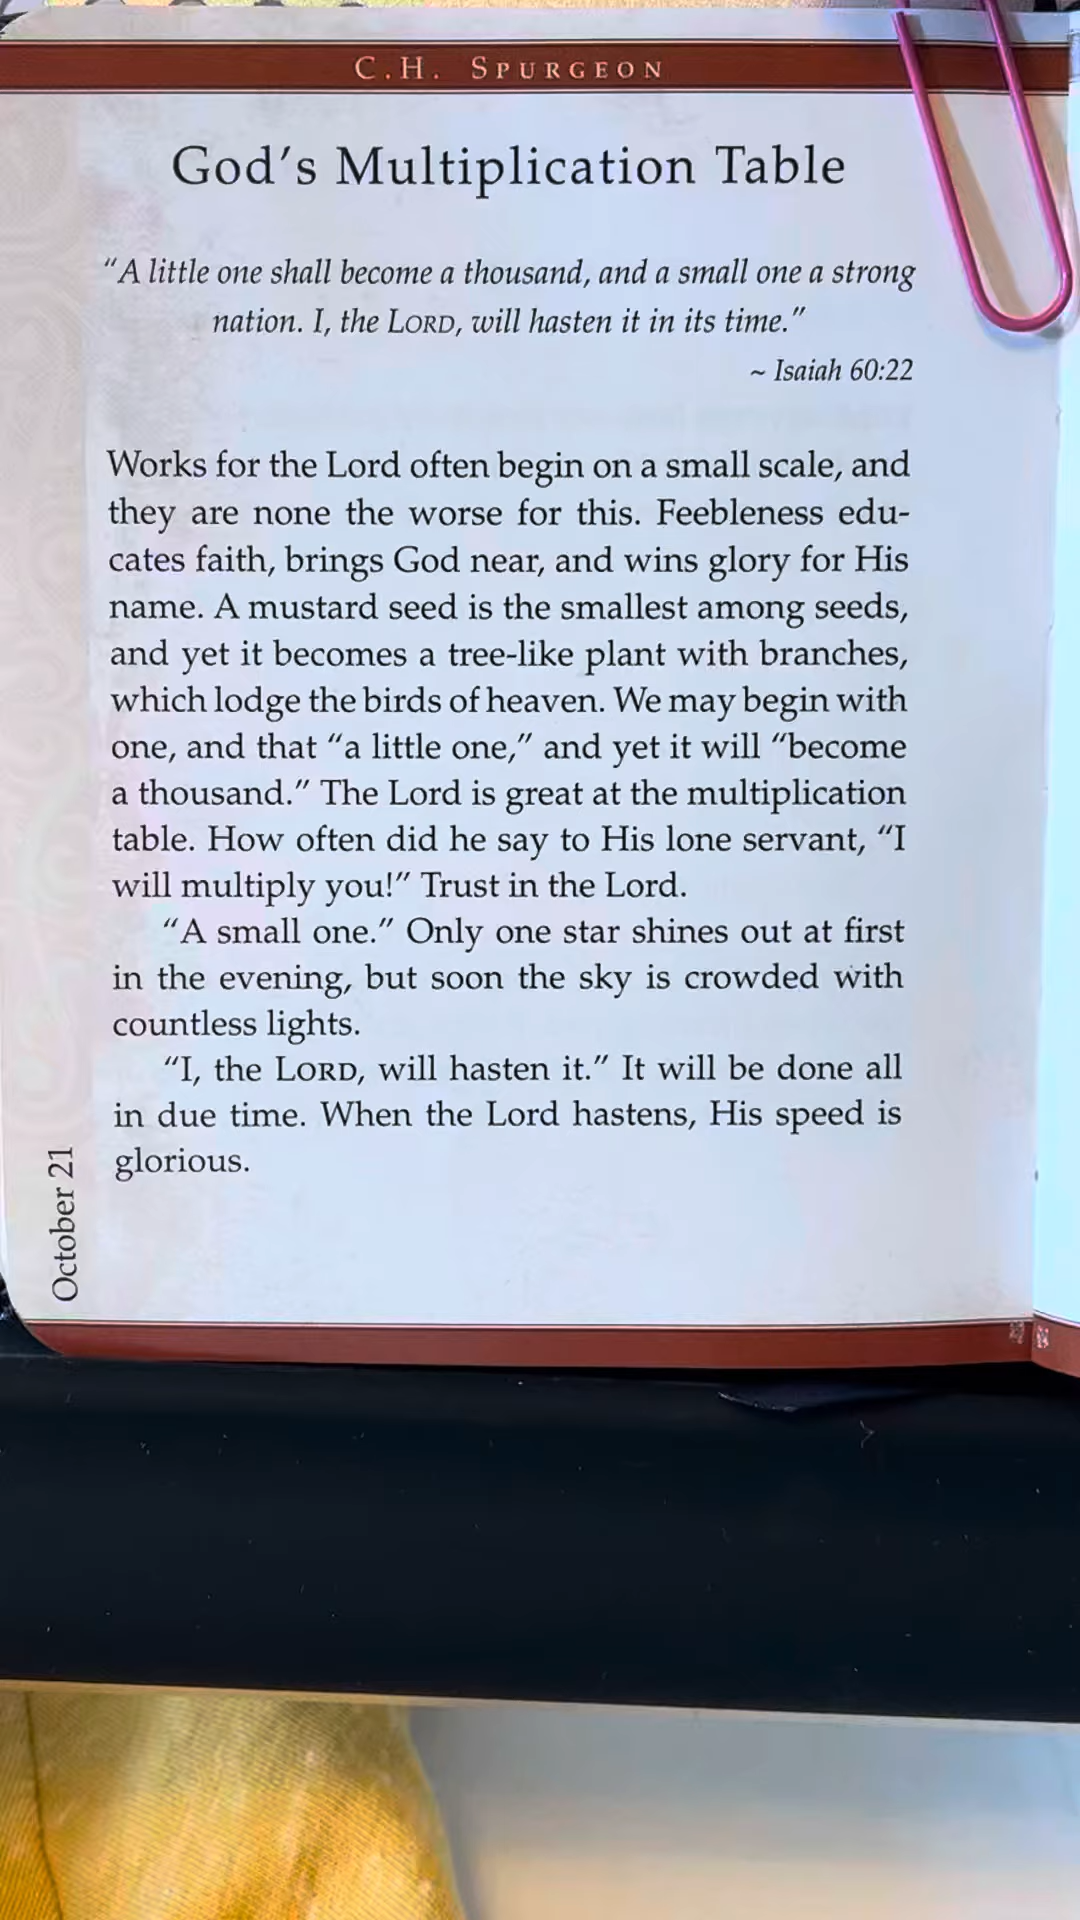 C.H. SPURGEON
God's Multiplication Table
"A little one shall become a thousand, and a small one a strong
nation. I, the LORD, will hasten it in its time."
~ Isaiah 60:22
Works for the Lord often begin on a small scale, and
they are none the worse for this. Feebleness edu-
cates faith, brings God near, and wins glory for His
name. A mustard seed is the smallest among seeds,
and yet it becomes a tree-like plant with branches,
which lodge the birds of heaven. We may begin with
one, and that "a little one," and yet it will "become
a thousand." The Lord is great at the multiplication
table. How often did he say to His lone servant, "I
will multiply you!" Trust in the Lord.
"A small one." Only one star shines out at first
in the evening, but soon the sky is crowded with
countless lights.
"I, the LORD, will hasten it." It will be done all
in due time. When the Lord hastens, His speed is
glorious.
October 21